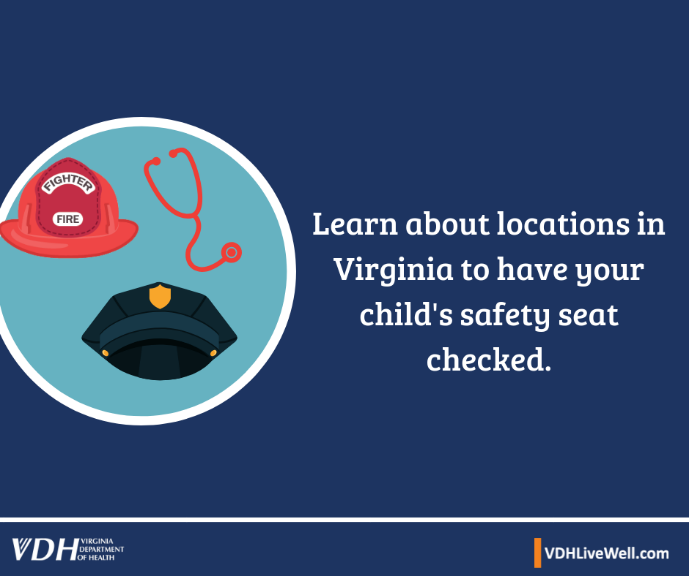 FIGHTER
FIRE
Learn about locations in
Virginia to have your
child's safety seat
checked.
VDH VIRGINIA
DEPARTMENT
OF HEALTH
VDHLiveWell.com